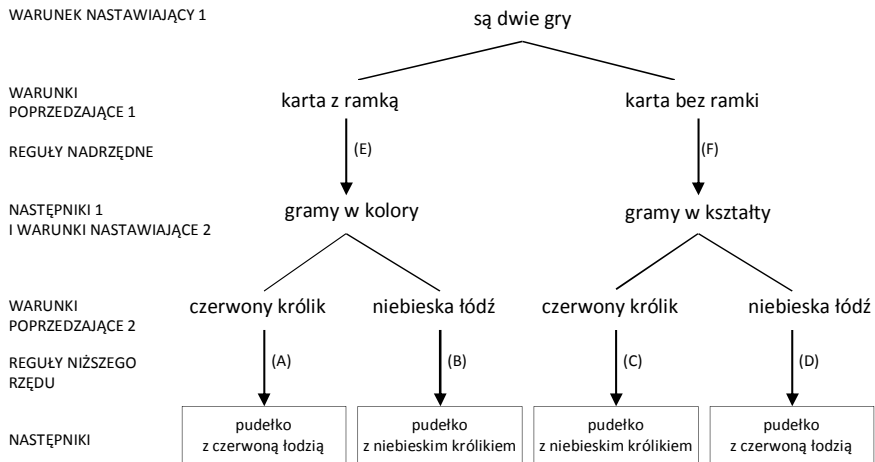 WARUNEK NASTAWIAJĄCY 1
są dwie gry
WARUNKI
POPRZEDZAJĄCE 1
karta z ramką
karta bez ramki
REGUŁY NADRZĘDNE
(E)
(F)
NASTĘPNIKI 1
I WARUNKI NASTAWIAJĄCE 2
gramy w kolory
gramy w kształty
WARUNKI
POPRZEDZAJĄCE 2
czerwony królik
niebieska łódź
czerwony królik
niebieska łódź
REGUŁY NIŻSZEGO
RZĘDU
(A)
(B)
(C)
(D)
NASTĘPNIKI
pudełko
z czerwoną łodzią
pudełko
z niebieskim królikiem
pudełko
z niebieskim królikiem
pudełko
z czerwoną łodzią